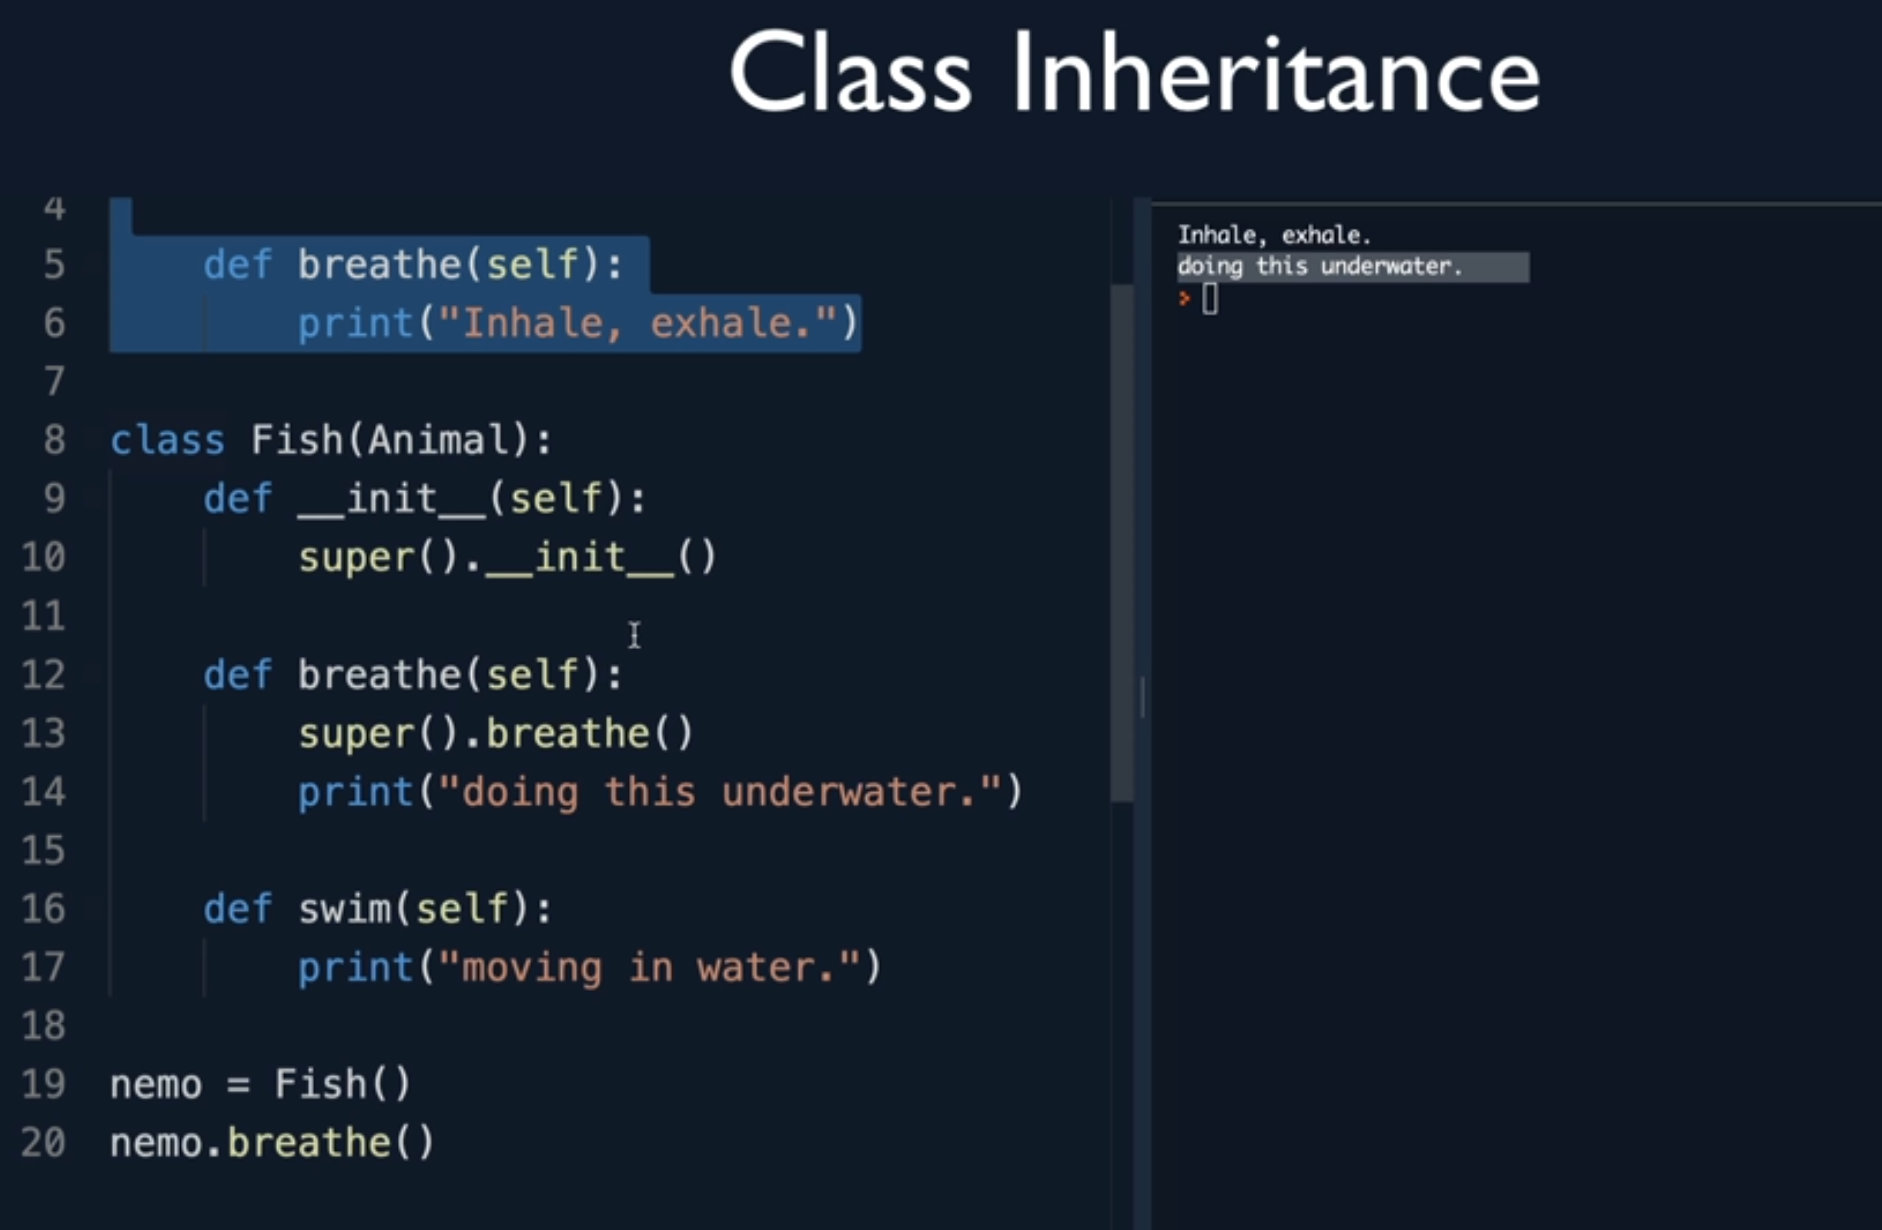 Class Inheritance
4
5 def breathe(self):
6 print("Inhale, exhale.")
7
8 class Fish(Animal):
9 def __init__(self):
10 super().__init__()
11
12 def breathe(self):
13 super().breathe()
14 print("doing this underwater.")
15
16 def swim(self):
17 print("moving in water.")
18
19 nemo = Fish()
20 nemo.breathe()
Inhale, exhale.
doing this underwater.
>